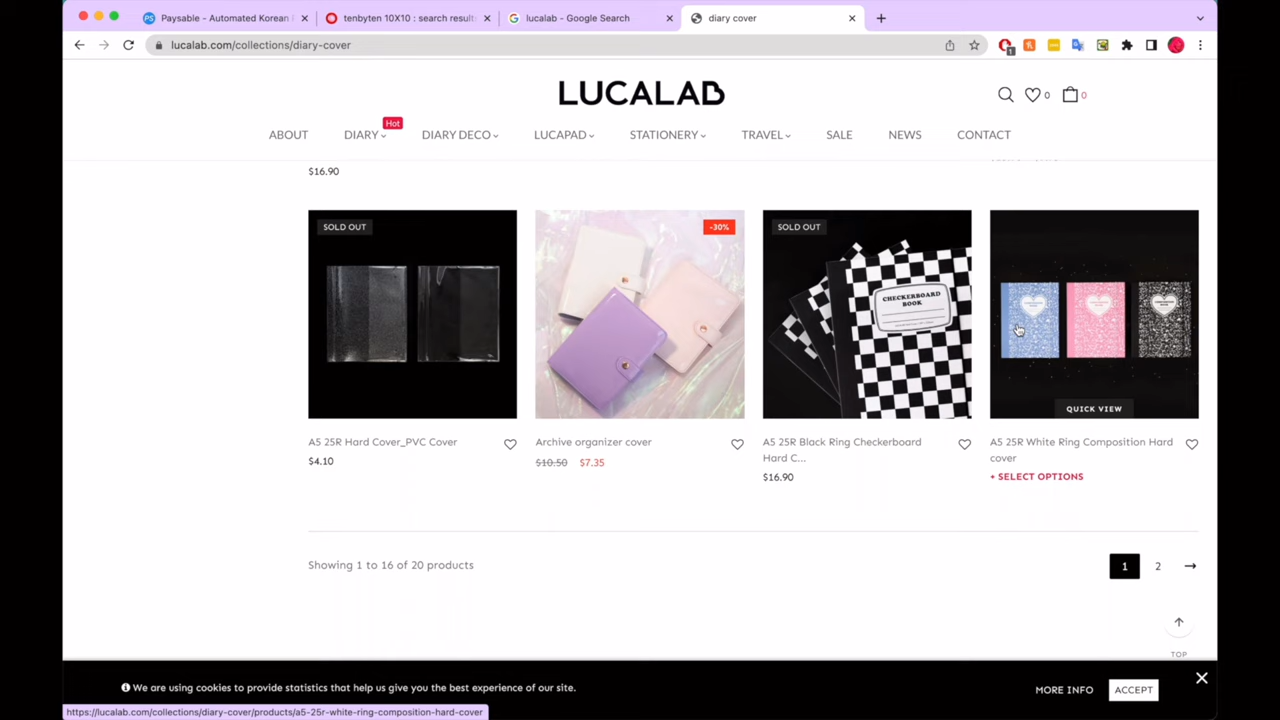 Paysable - Automated Korean
tenbyten 10X10 : search result
lucalab - Google Search
diary cover
lucalab.com/collections/diary-cover
1
LUCALAB
0
0
ABOUT
DIARY
Hot
DIARY DECO
LUCAPAD
STATIONERY
TRAVEL
SALE
NEWS
CONTACT
$16.90
SOLD OUT
-30%
SOLD OUT
CHECKERBOARD
BOOK
QUICK VIEW
A5 25R Hard Cover_PVC Cover
$4.10
Archive organizer cover
$10.50 $7.35
A5 25R Black Ring Checkerboard
Hard C...
$16.90
A5 25R White Ring Composition Hard
cover
+ SELECT OPTIONS
Showing 1 to 16 of 20 products
1 2 →
TOP
We are using cookies to provide statistics that help us give you the best experience of our site.
MORE INFO
ACCEPT
https://lucalab.com/collections/diary-cover/products/a5-25r-white-ring-composition-hard-cover